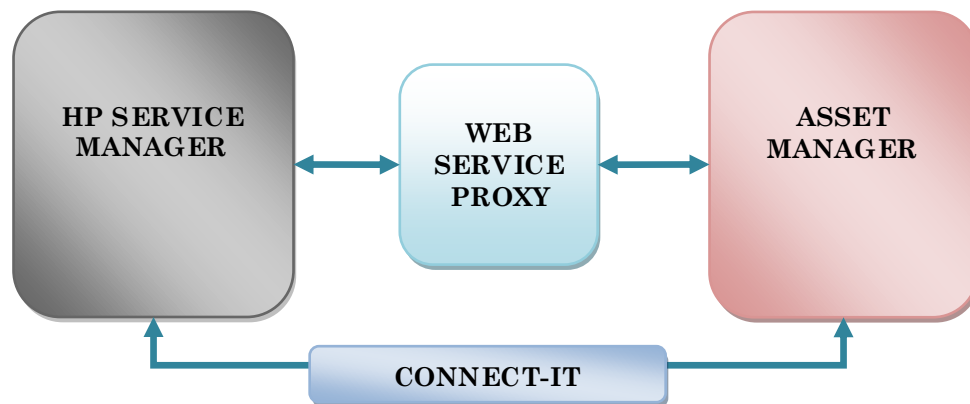 HP SERVICE
MANAGER
WEB
SERVICE
PROXY
ASSET
MANAGER
CONNECT-IT